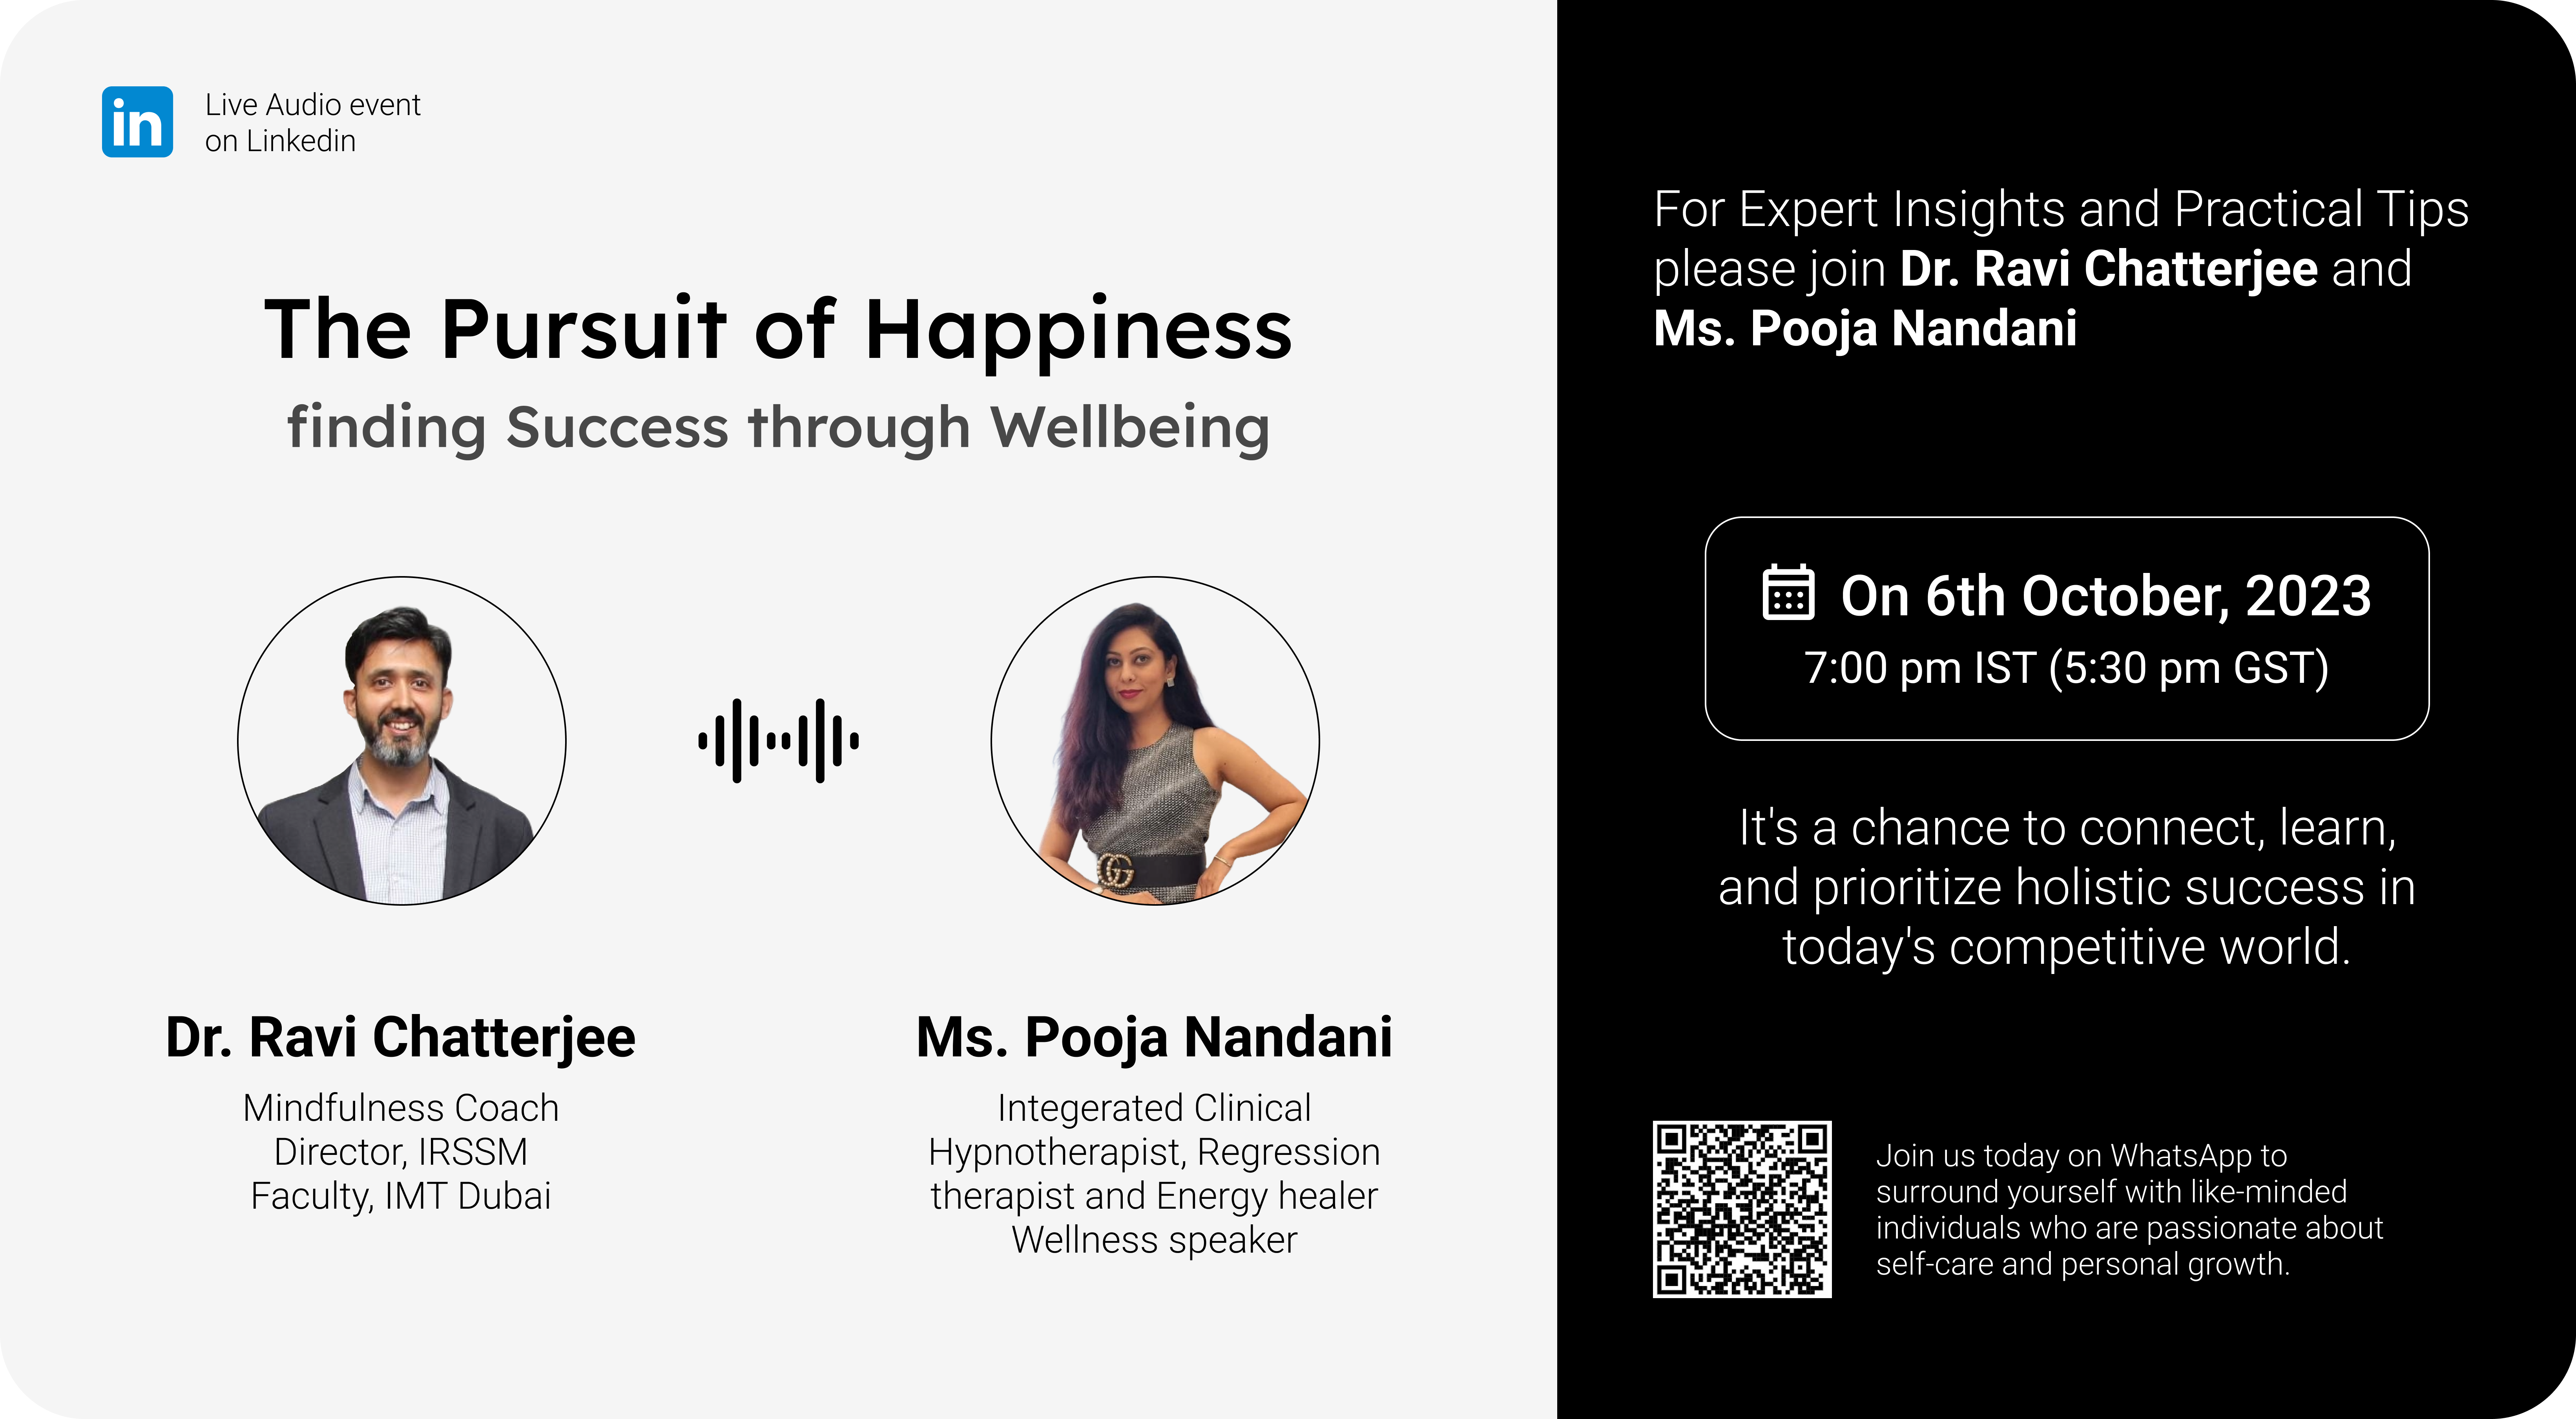 in
Live Audio event
on Linkedin
The Pursuit of Happiness
finding Success through Wellbeing
Dr. Ravi Chatterjee
Mindfulness Coach
Director, IRSSM
Faculty, IMT Dubai
Ms. Pooja Nandani
Integerated Clinical
Hypnotherapist, Regression
therapist and Energy healer
Wellness speaker
For Expert Insights and Practical Tips
please join Dr. Ravi Chatterjee and
Ms. Pooja Nandani
On 6th October, 2023
7:00 pm IST (5:30 pm GST)
It's a chance to connect, learn,
and prioritize holistic success in
today's competitive world.
Join us today on WhatsApp to
surround yourself with like-minded
individuals who are passionate about
self-care and personal growth.